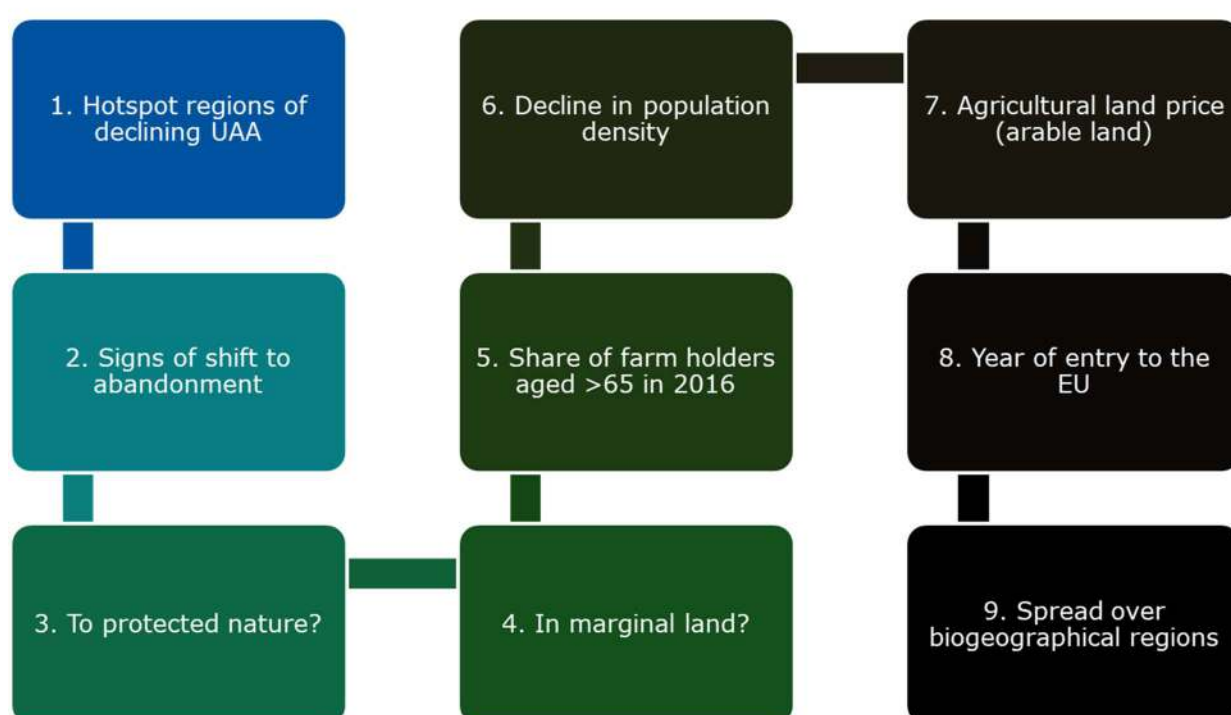 1. Hotspot regions of
declining UAA
2. Signs of shift to
abandonment
3. To protected nature?
4. In marginal land?
5. Share of farm holders
aged >65 in 2016
6. Decline in population
density
7. Agricultural land price
(arable land)
8. Year of entry to the
EU
9. Spread over
biogeographical regions